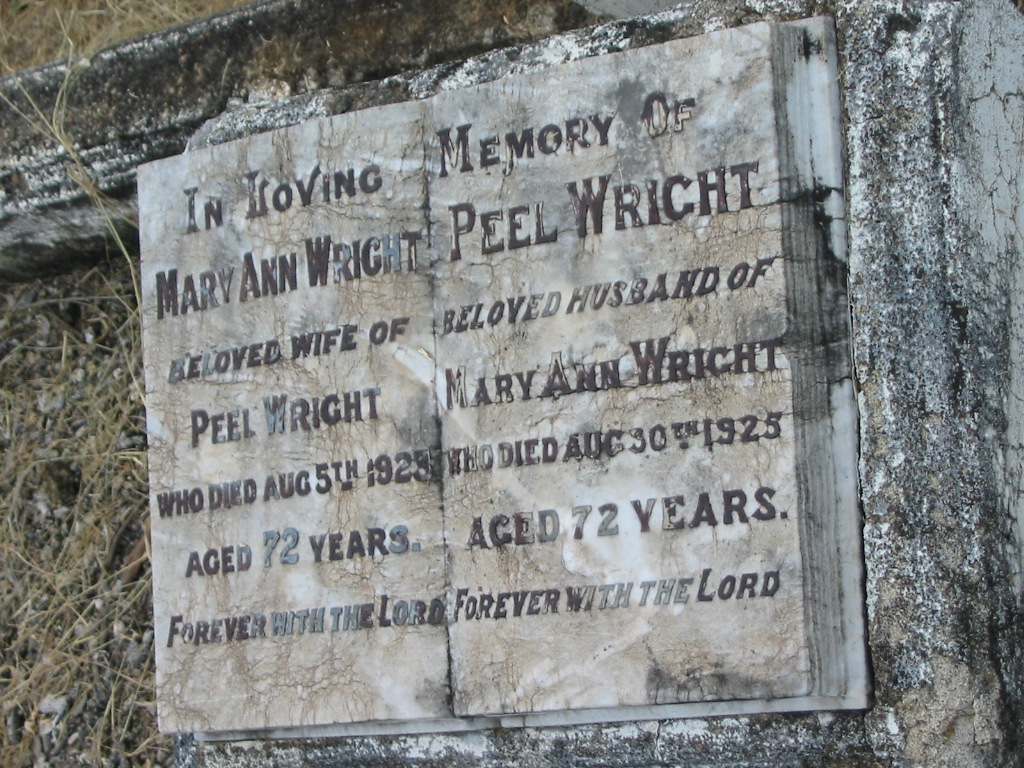 In Loving
Mary Ann Wright
BELOVED WIFE OF
Peel Wright
WHO DIED AUG 5TH 1925
AGED 72 YEARS.
Forever with the Lord
Memory Of
Peel Wright
BELOVED HUSBAND OF
Mary Ann Wright
WHO DIED AUG 30TH 1925
AGED 72 YEARS.
Forever with the Lord